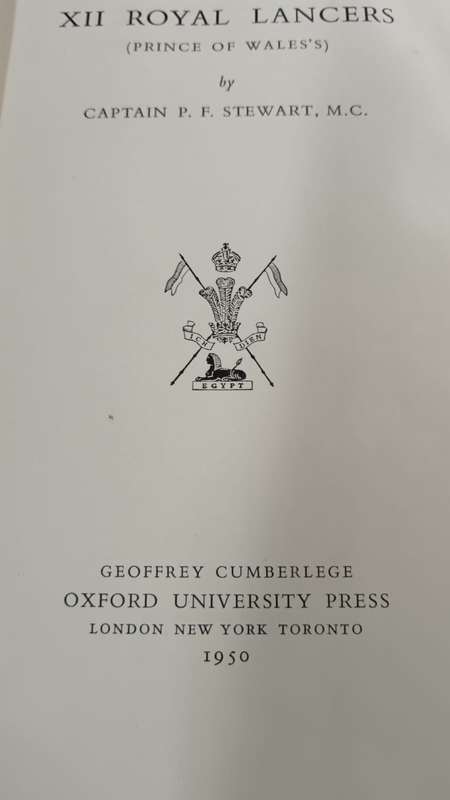 XII ROYAL LANCERS
(PRINCE OF WALES'S)
by
CAPTAIN P. F. STEWART, M.C.
ICH DIEN
EGYPT
GEOFFREY CUMBERLEGE
OXFORD UNIVERSITY PRESS
LONDON NEW YORK TORONTO
1950